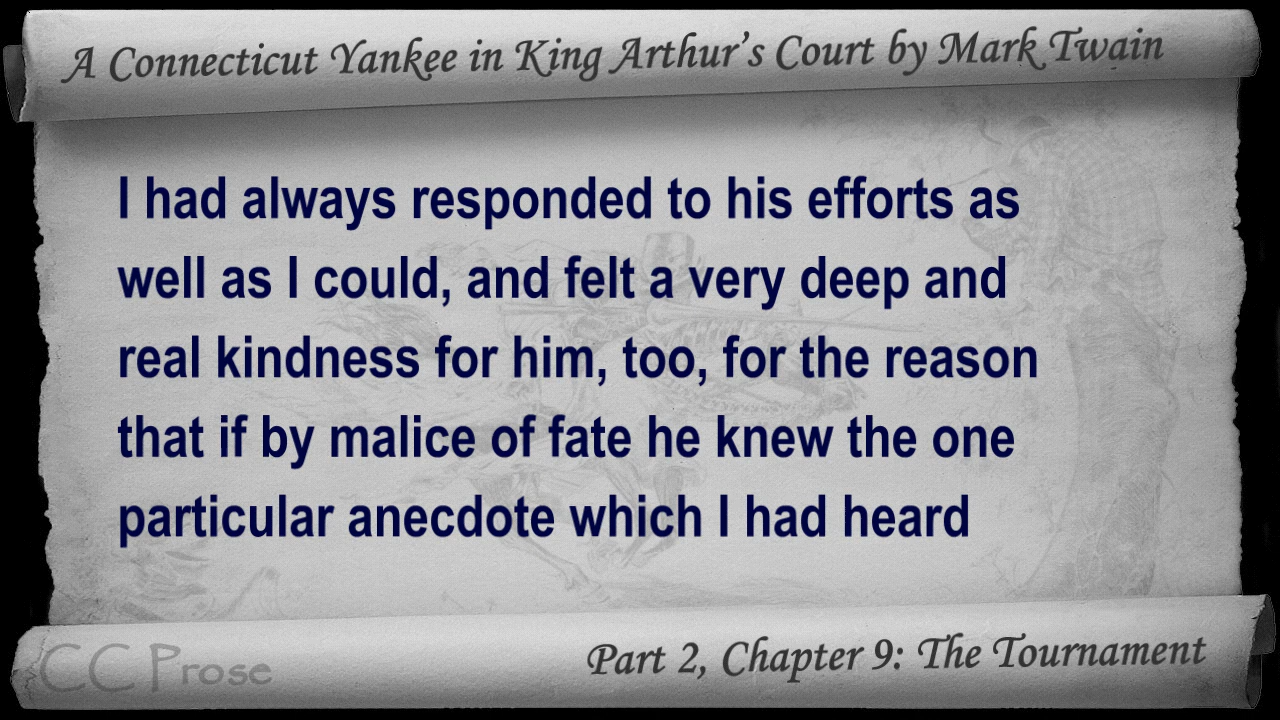 A Connecticut Yankee in King Arthur's Court by Mark Twain
I had always responded to his efforts as
well as I could, and felt a very deep and
real kindness for him, too, for the reason
that if by malice of fate he knew the one
particular anecdote which I had heard
CC Prose
Part 2, Chapter 9: The Tournament